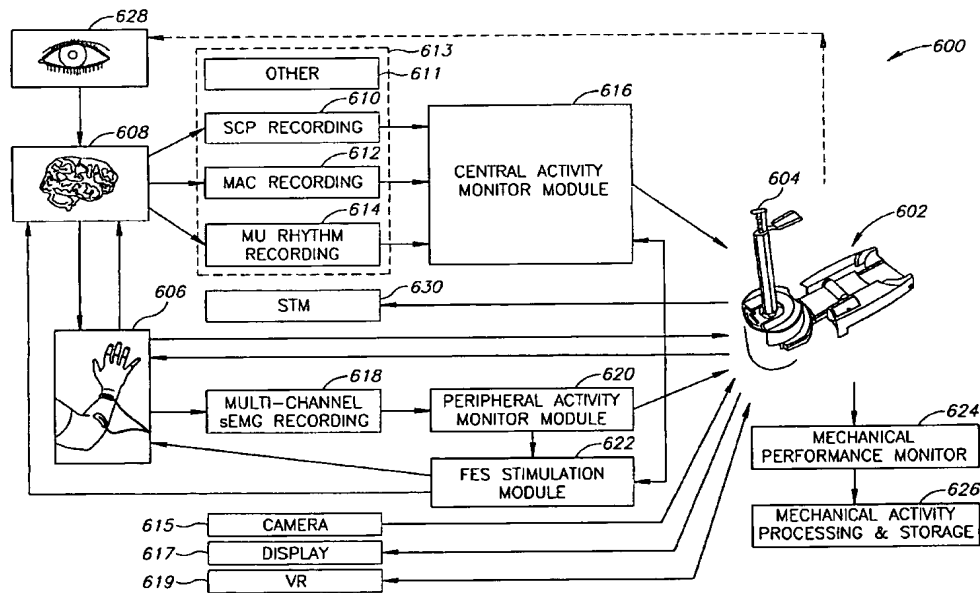 628
600
613
OTHER
611
610
616
608
SCP RECORDING
612
MAC RECORDING
CENTRAL ACTIVITY
MONITOR MODULE
604
602
614
MU RHYTHM
RECORDING
630
STM
606
618
620
MULTI-CHANNEL
sEMG RECORDING
PERIPHERAL ACTIVITY
MONITOR MODULE
622
FES STIMULATION
MODULE
624
MECHANICAL
PERFORMANCE MONITOR
626
MECHANICAL ACTIVITY
PROCESSING & STORAGE
615
CAMERA
617
DISPLAY
619
VR